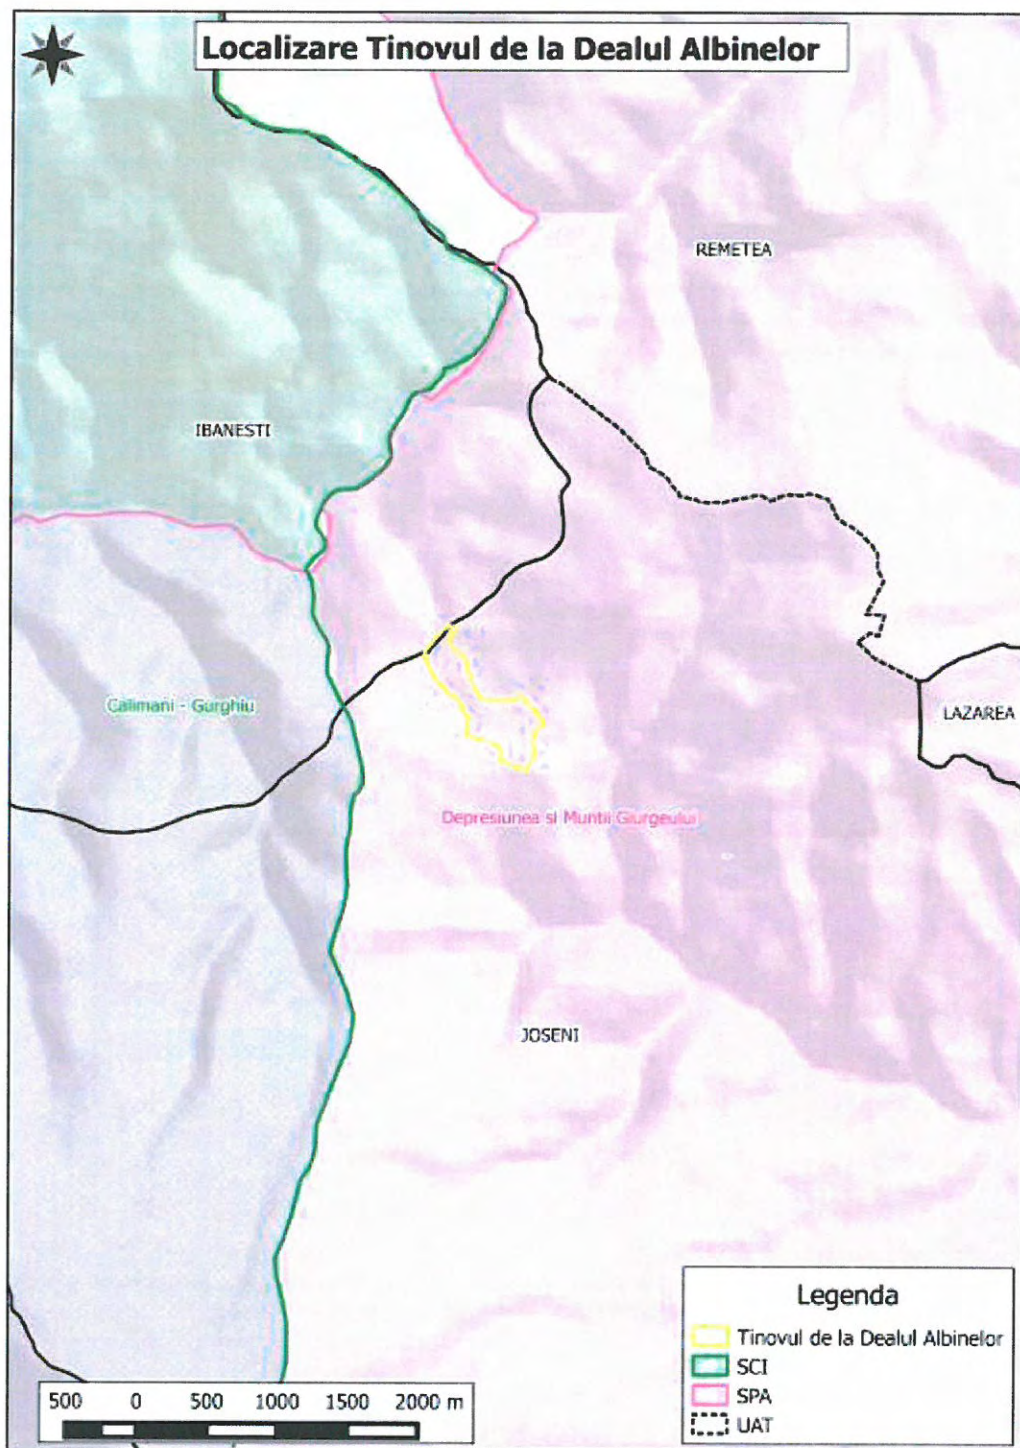 Localizare Tinovul de la Dealul Albinelor
REMETEA
IBANESTI
Calimani - Gurghiu
LAZAREA
Depresiunea si Muntii Giurgeului
JOSENI
Legenda
Tinovul de la Dealul Albinelor
SCI
SPA
UAT
500 0 500 1000 1500 2000 m